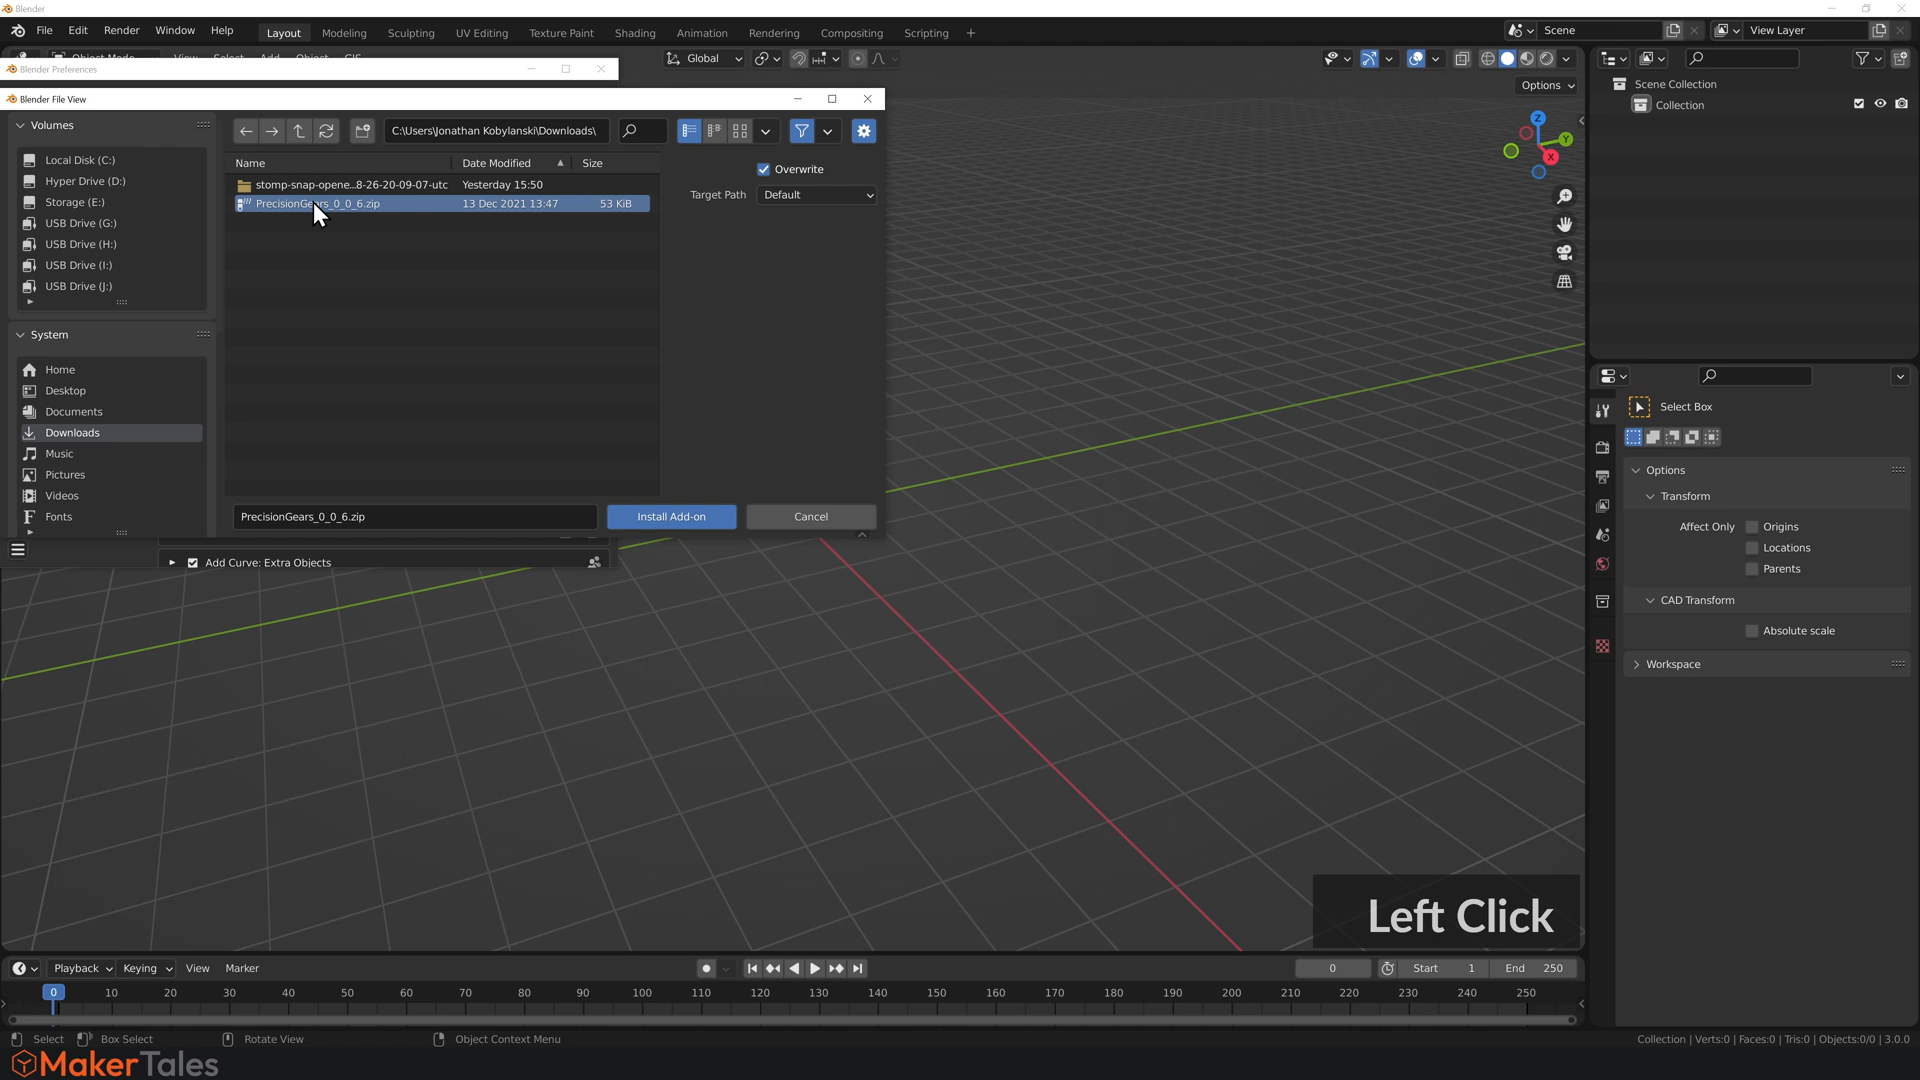 Blender
File Edit Render Window Help Layout Modeling Sculpting UV Editing Texture Paint Shading Animation Rendering Compositing Scripting + Scene View Layer
Global
Blender Preferences
Options
Blender File View
Volumes
Local Disk (C:)
Hyper Drive (D:)
Storage (E:)
USB Drive (G:)
USB Drive (H:)
USB Drive (I:)
USB Drive (J:)
System
Home
Desktop
Documents
Downloads
Music
Pictures
Videos
Fonts
C:\Users\Jonathan Kobylanski\Downloads\
Name Date Modified Size
stomp-snap-opene...8-26-20-09-07-utc Yesterday 15:50
PrecisionGears_0_0_6.zip 13 Dec 2021 13:47 53 KiB
Overwrite
Target Path Default
PrecisionGears_0_0_6.zip Install Add-on Cancel
Add Curve: Extra Objects
Z
Y
X
Scene Collection
Collection
Select Box
Options
Transform
Affect Only Origins
Locations
Parents
CAD Transform
Absolute scale
Workspace
Left Click
Playback Keying View Marker 0 Start 1 End 250
0 10 20 30 40 50 60 70 80 90 100 110 120 130 140 150 160 170 180 190 200 210 220 230 240 250
Select Box Select Rotate View Object Context Menu Collection | Verts:0 | Faces:0 | Tris:0 | Objects:0/0 | 3.0.0
MakerTales